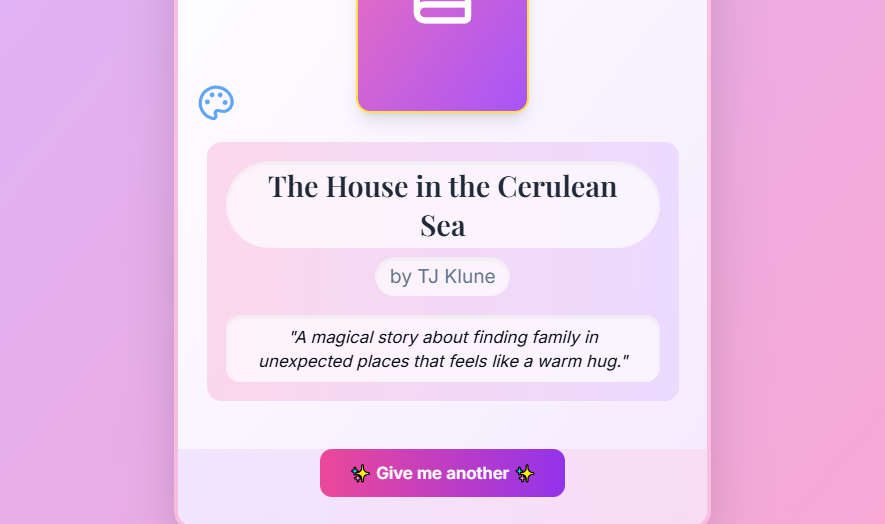 The House in the Cerulean
Sea
by TJ Klune
"A magical story about finding family in
unexpected places that feels like a warm hug."
✨ Give me another ✨